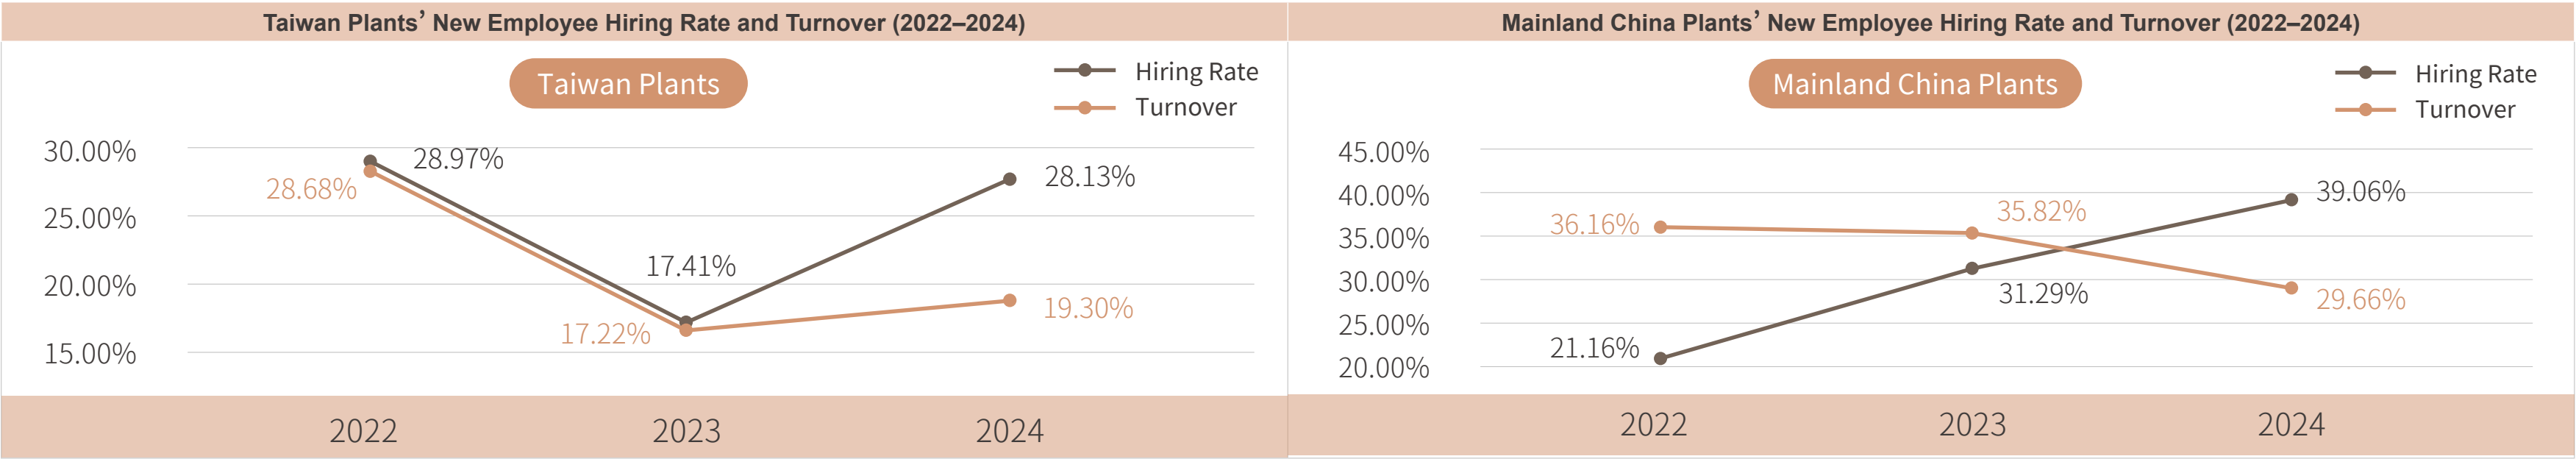 Taiwan Plants’ New Employee Hiring Rate and Turnover (2022–2024)
Taiwan Plants
Hiring Rate
Turnover
30.00%
25.00%
20.00%
15.00%
28.97%
28.68%
17.41%
17.22%
28.13%
19.30%
2022 2023 2024
Mainland China Plants’ New Employee Hiring Rate and Turnover (2022–2024)
Mainland China Plants
Hiring Rate
Turnover
45.00%
40.00%
35.00%
30.00%
25.00%
20.00%
36.16%
21.16%
35.82%
31.29%
39.06%
29.66%
2022 2023 2024